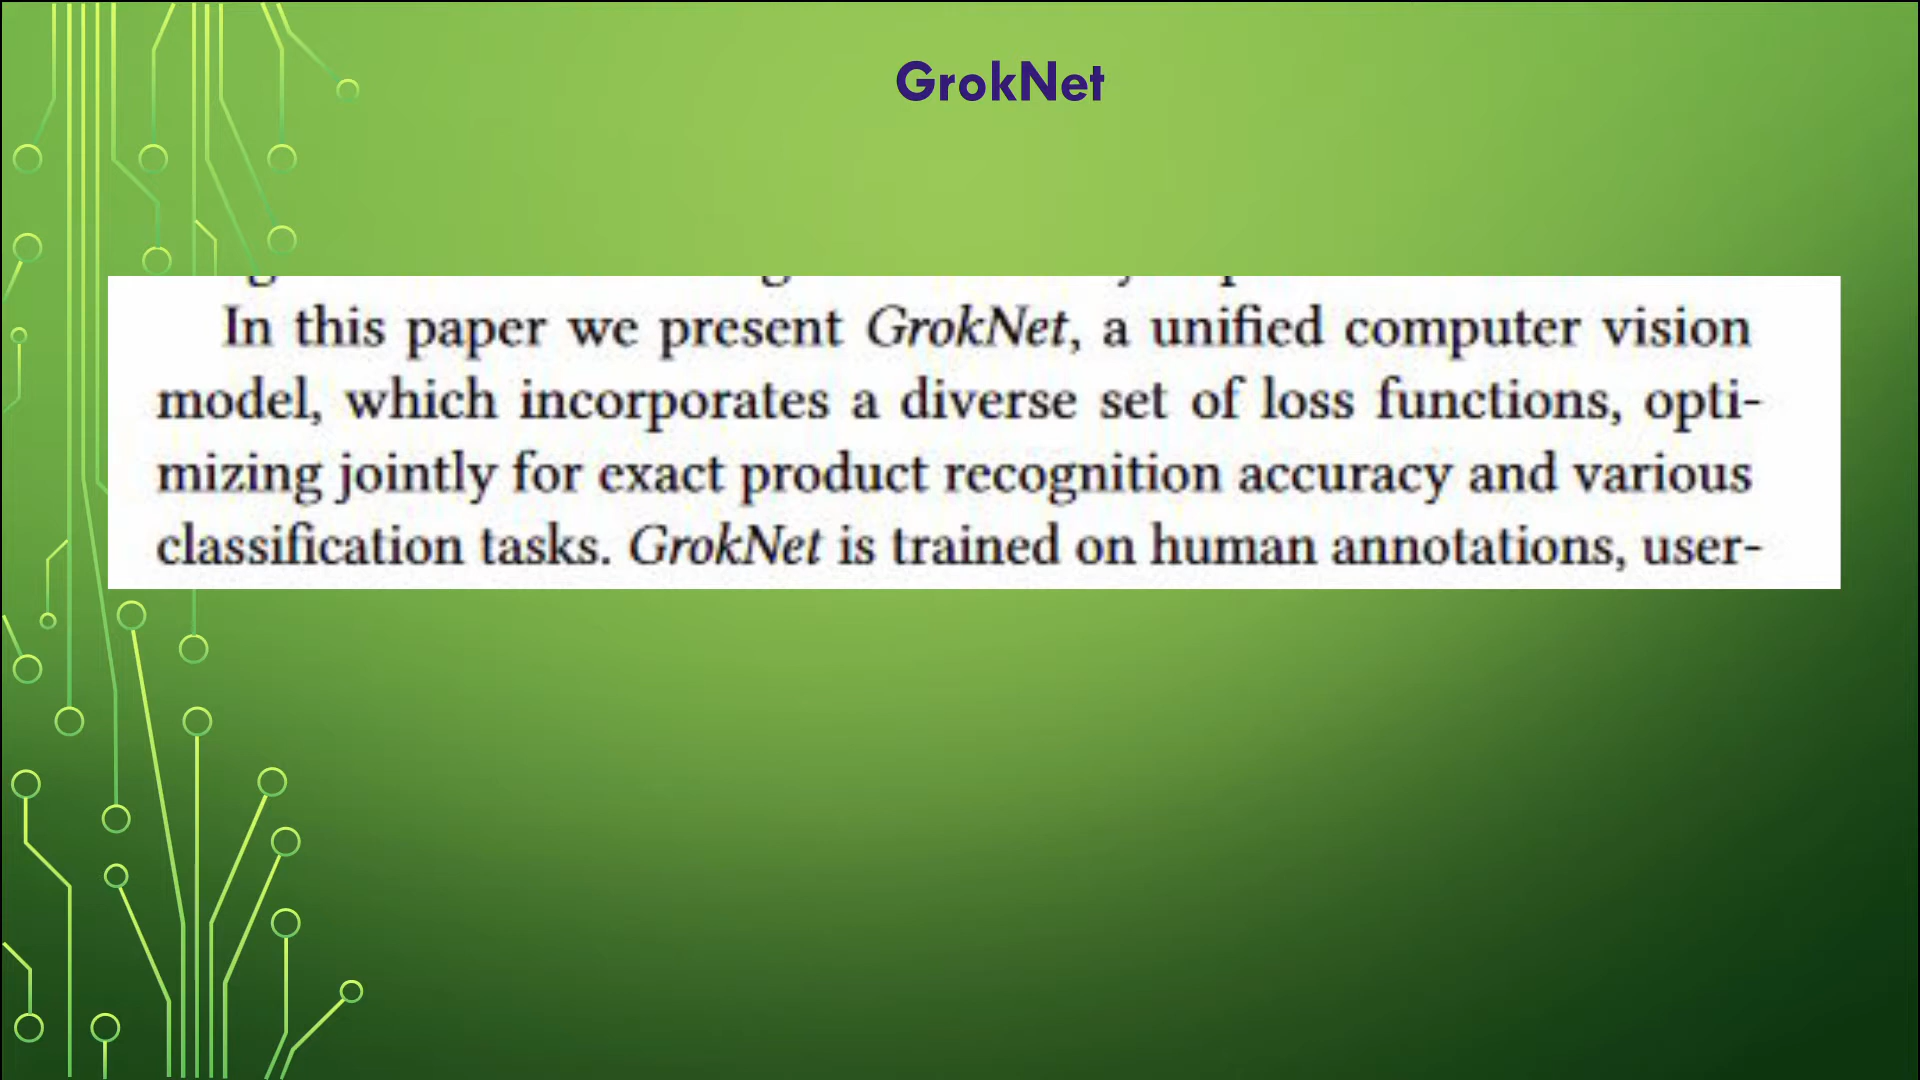 GrokNet
In this paper we present GrokNet, a unified computer vision
model, which incorporates a diverse set of loss functions, opti-
mizing jointly for exact product recognition accuracy and various
classification tasks. GrokNet is trained on human annotations, user-